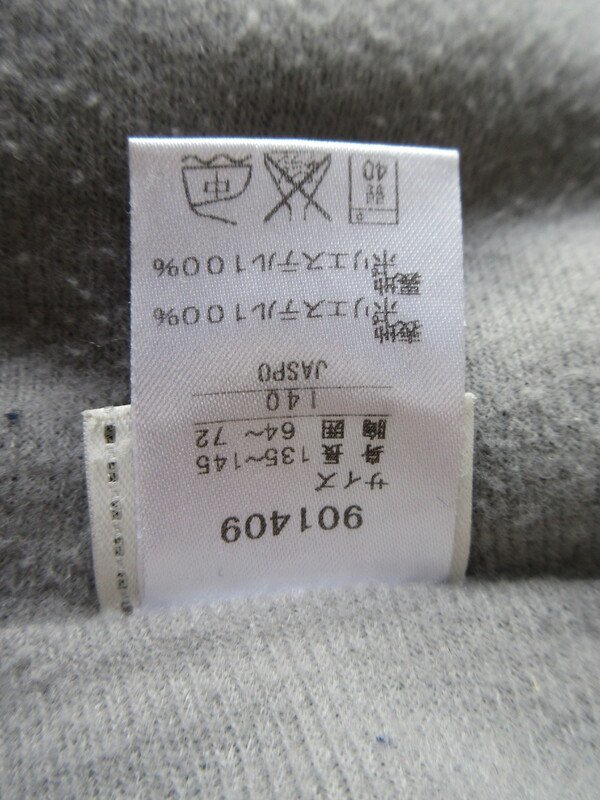 901409
サイズ
身長 135~145
胸囲 64~ 72
140
JASPO
表地
ポリエステル100%
裏地
ポリエステル100%
弱
40
中